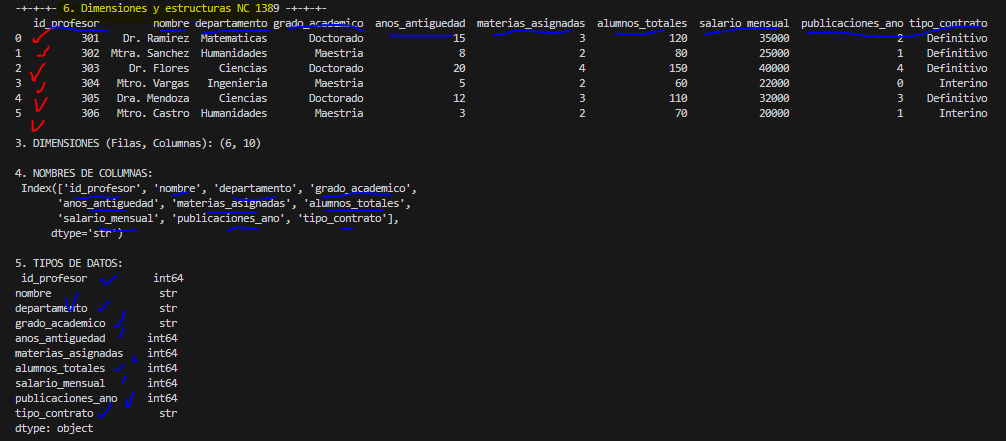 -+-+-+- 6. Dimensiones y estructuras NC 1389 -+-+-+-
id_profesor nombre departamento grado_academico anos_antiguedad materias_asignadas alumnos_totales salario_mensual publicaciones_ano tipo_contrato
0 301 Dr. Ramirez Matematicas Doctorado 15 3 120 35000 2 Definitivo
1 302 Mtra. Sanchez Humanidades Maestria 8 2 80 25000 1 Definitivo
2 303 Dr. Flores Ciencias Doctorado 20 4 150 40000 4 Definitivo
3 304 Mtro. Vargas Ingenieria Maestria 5 2 60 22000 0 Interino
4 305 Dra. Mendoza Ciencias Doctorado 12 3 110 32000 3 Definitivo
5 306 Mtro. Castro Humanidades Maestria 3 2 70 20000 1 Interino
3. DIMENSIONES (Filas, Columnas): (6, 10)
4. NOMBRES DE COLUMNAS:
Index(['id_profesor', 'nombre', 'departamento', 'grado_academico',
'anos_antiguedad', 'materias_asignadas', 'alumnos_totales',
'salario_mensual', 'publicaciones_ano', 'tipo_contrato'],
dtype='str')
5. TIPOS DE DATOS:
id_profesor int64
nombre str
departamento str
grado_academico str
anos_antiguedad int64
materias_asignadas int64
alumnos_totales int64
salario_mensual int64
publicaciones_ano int64
tipo_contrato str
dtype: object